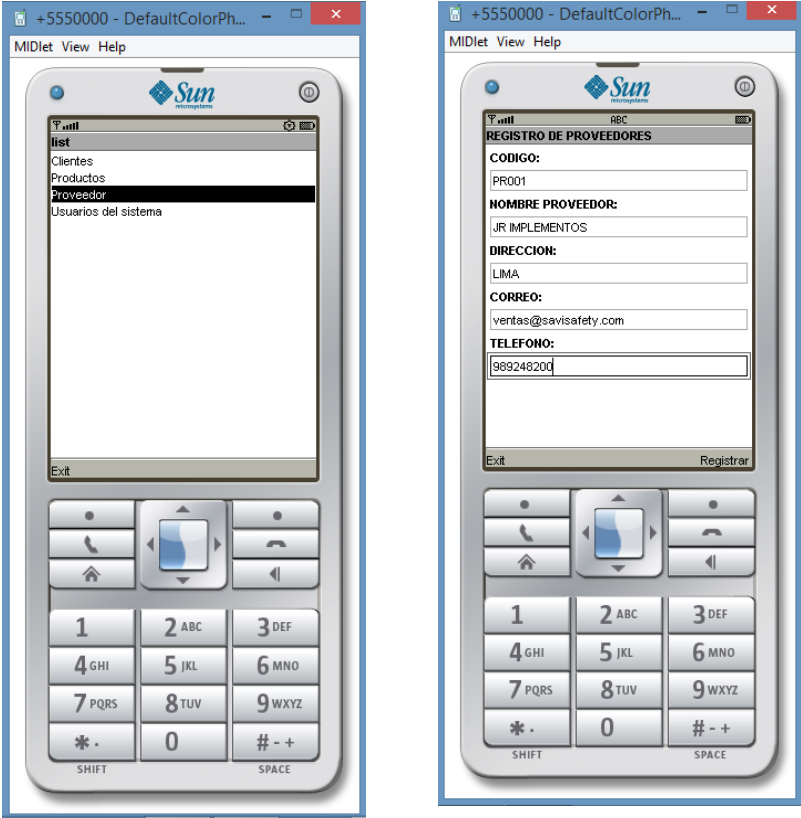 +5550000 - DefaultColorPh...
MIDlet View Help
Sun
microsystems
list
Clientes
Productos
Proveedor
Usuarios del sistema
Exit
1
2 ABC
3 DEF
4 GHI
5 JKL
6 MNO
7 PQRS
8 TUV
9 WXYZ
* .
0
# - +
SHIFT
SPACE
+5550000 - DefaultColorPh...
MIDlet View Help
Sun
microsystems
ABC
REGISTRO DE PROVEEDORES
CODIGO:
PR001
NOMBRE PROVEEDOR:
JR IMPLEMENTOS
DIRECCION:
LIMA
CORREO:
ventas@savisafety.com
TELEFONO:
989248200
Exit Registrar
1
2 ABC
3 DEF
4 GHI
5 JKL
6 MNO
7 PQRS
8 TUV
9 WXYZ
* .
0
# - +
SHIFT
SPACE